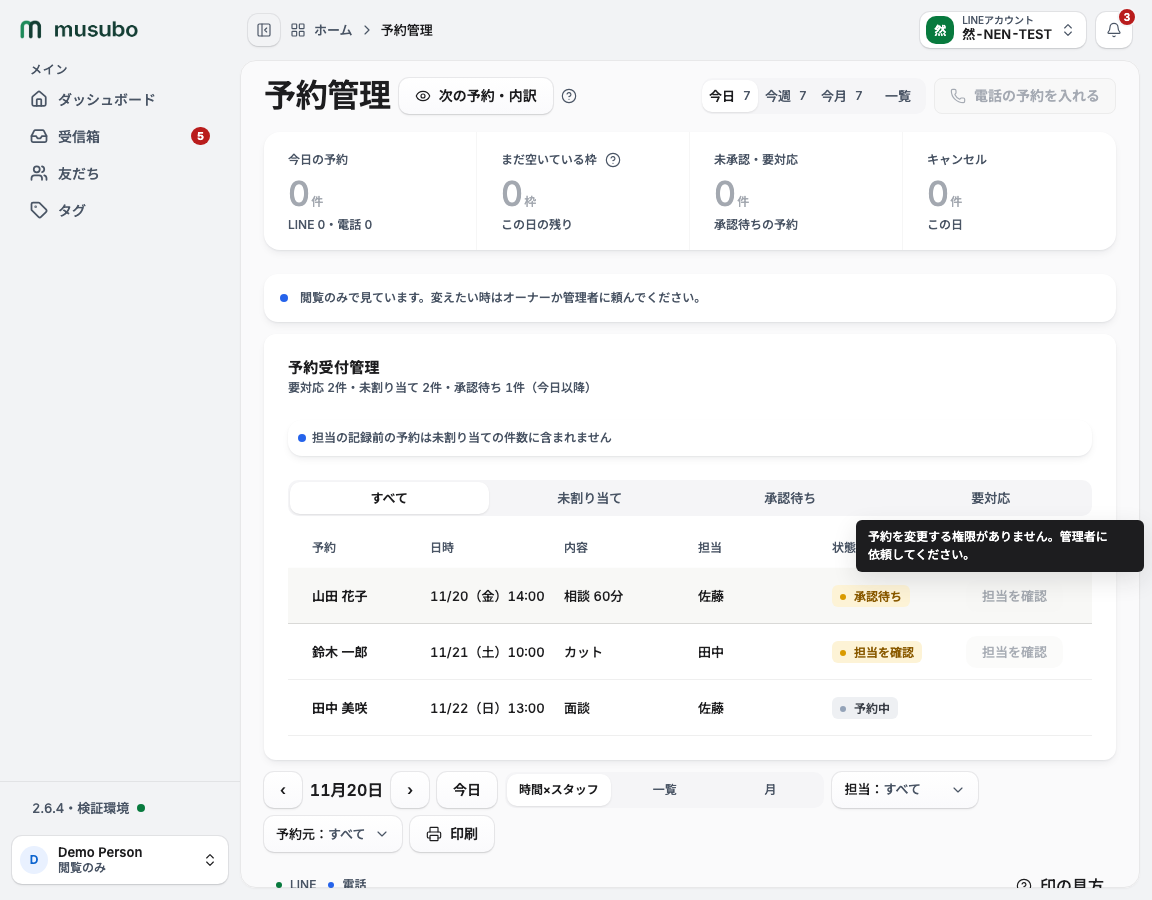 musubo
メイン
ダッシュボード
受信箱 5
友だち
タグ
2.6.4・検証環境
D
Demo Person
閲覧のみ
ホーム > 予約管理
然
LINEアカウント
然-NEN-TEST
3
予約管理
次の予約・内訳
今日 7 今週 7 今月 7 一覧
電話の予約を入れる
今日の予約
0件
LINE 0・電話 0
まだ空いている枠
0枠
この日の残り
未承認・要対応
0件
承認待ちの予約
キャンセル
0件
この日
閲覧のみで見ています。変えたい時はオーナーか管理者に頼んでください。
予約受付管理
要対応 2件・未割り当て 2件・承認待ち 1件（今日以降）
担当の記録前の予約は未割り当ての件数に含まれません
すべて 未割り当て 承認待ち 要対応
予約を変更する権限がありません。管理者に
依頼してください。
予約 日時 内容 担当 状態
山田 花子 11/20（金）14:00 相談 60分 佐藤 承認待ち 担当を確認
鈴木 一郎 11/21（土）10:00 カット 田中 担当を確認 担当を確認
田中 美咲 11/22（日）13:00 面談 佐藤 予約中
‹ 11月20日 › 今日 時間×スタッフ 一覧 月 担当：すべて
予約元：すべて 印刷
LINE 電話 印の見方